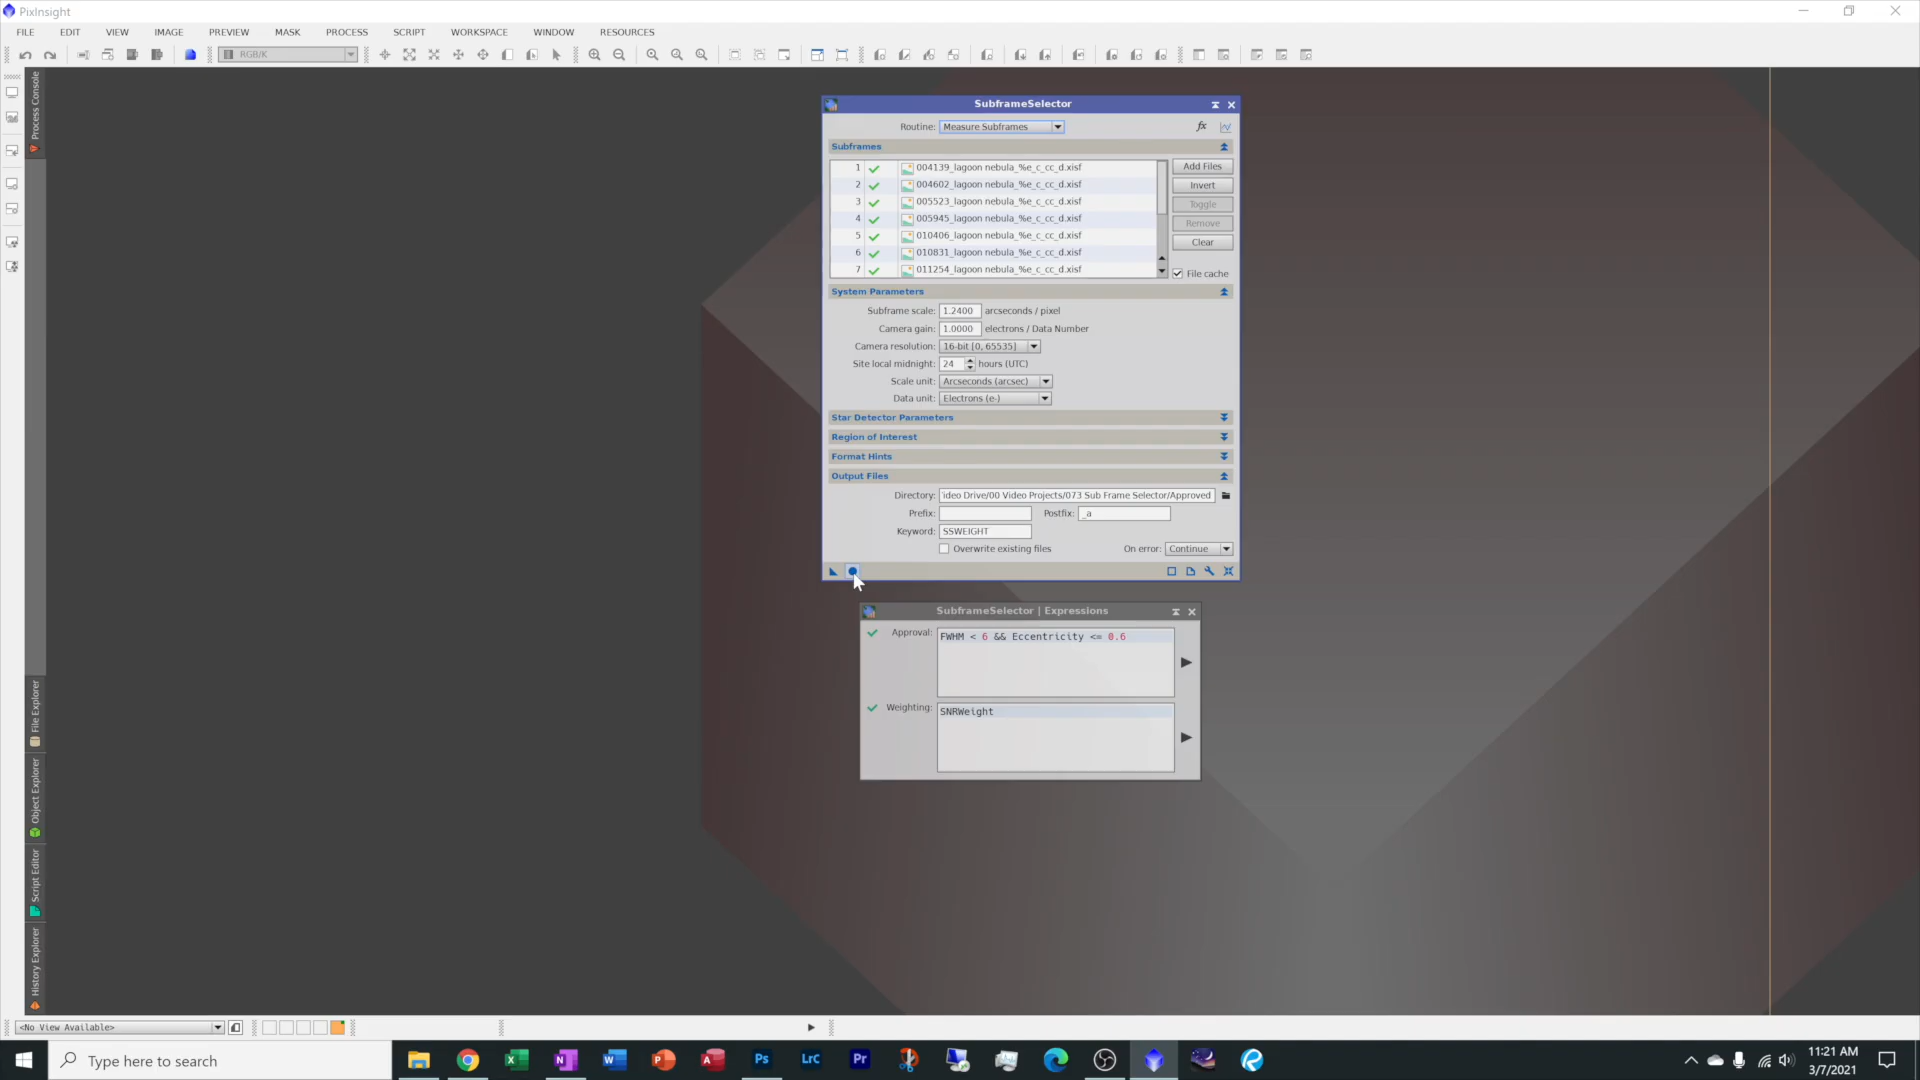 PixInsight
FILE EDIT VIEW IMAGE PREVIEW MASK PROCESS SCRIPT WORKSPACE WINDOW RESOURCES
RGB/K
Process Console
File Explorer
Object Explorer
Script Editor
History Explorer
SubframeSelector
Routine: Measure Subframes
Subframes
1 004139_lagoon nebula_%e_c_cc_d.xisf
2 004602_lagoon nebula_%e_c_cc_d.xisf
3 005523_lagoon nebula_%e_c_cc_d.xisf
4 005945_lagoon nebula_%e_c_cc_d.xisf
5 010406_lagoon nebula_%e_c_cc_d.xisf
6 010831_lagoon nebula_%e_c_cc_d.xisf
7 011254_lagoon nebula_%e_c_cc_d.xisf
Add Files
Invert
Toggle
Remove
Clear
File cache
System Parameters
Subframe scale: 1.2400 arcseconds / pixel
Camera gain: 1.0000 electrons / Data Number
Camera resolution: 16-bit [0, 65535]
Site local midnight: 24 hours (UTC)
Scale unit: Arcseconds (arcsec)
Data unit: Electrons (e-)
Star Detector Parameters
Region of Interest
Format Hints
Output Files
Directory: ideo Drive/00 Video Projects/073 Sub Frame Selector/Approved
Prefix: Postfix: _a
Keyword: SSWEIGHT
Overwrite existing files On error: Continue
SubframeSelector | Expressions
Approval: FWHM < 6 && Eccentricity <= 0.6
Weighting: SNRWeight
<No View Available>
Type here to search
Ps LrC Pr
11:21 AM
3/7/2021